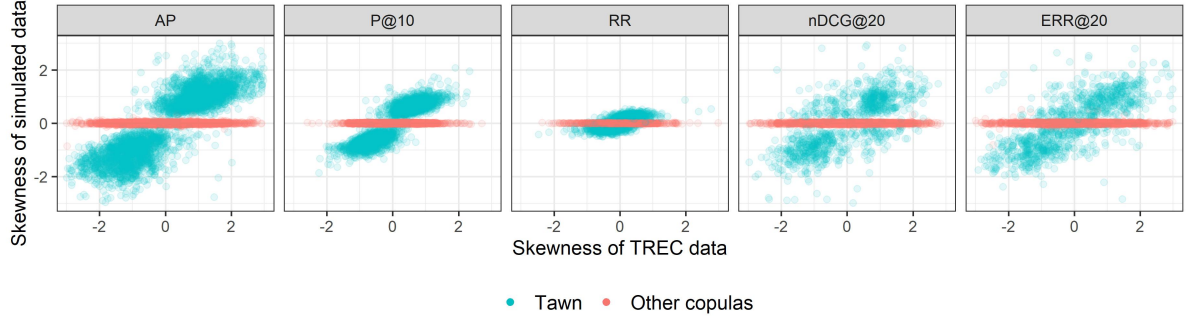 AP P@10 RR nDCG@20 ERR@20
Skewness of simulated data
2
0
-2
-2 0 2 -2 0 2 -2 0 2 -2 0 2 -2 0 2
Skewness of TREC data
Tawn Other copulas